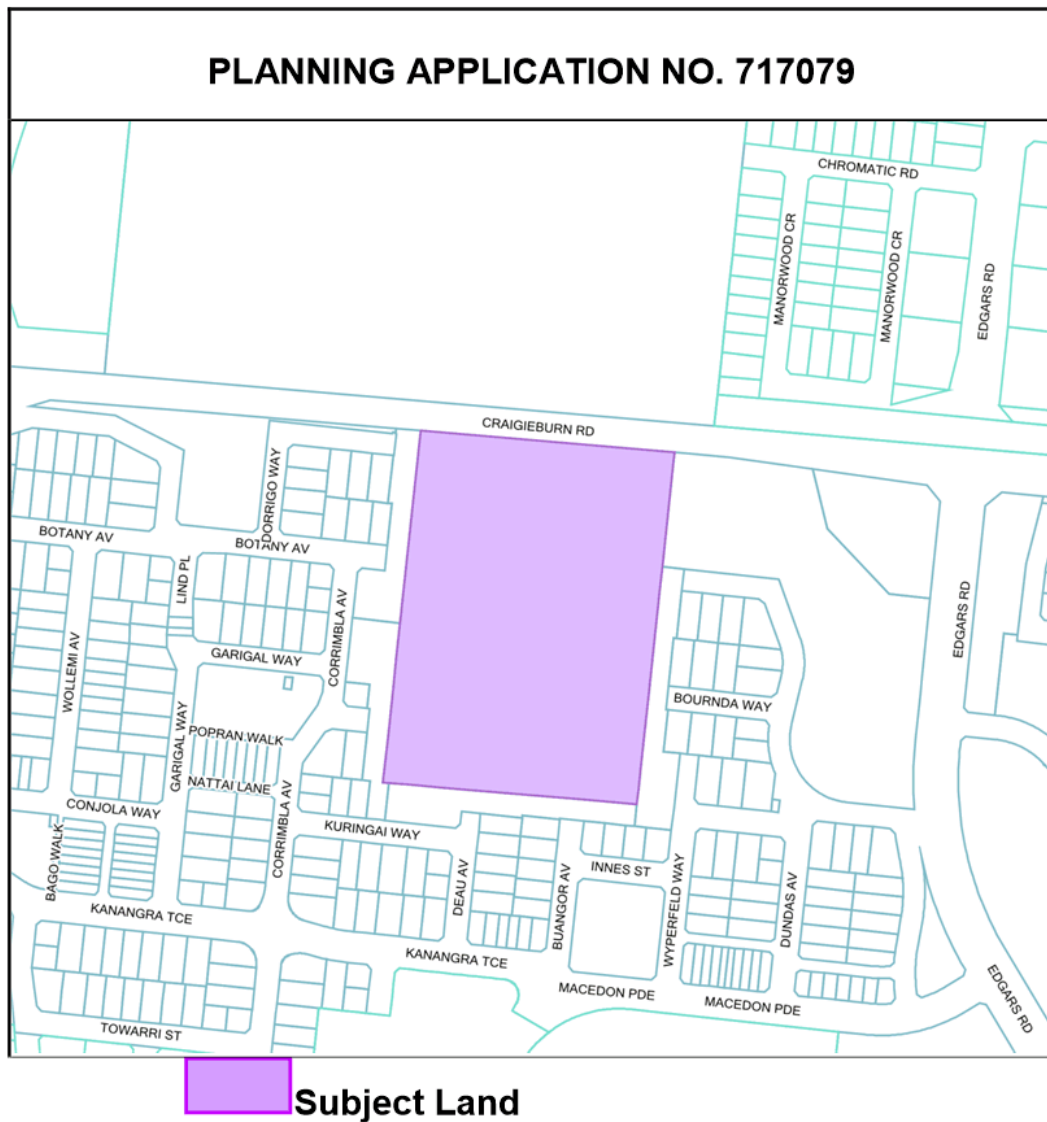 PLANNING APPLICATION NO. 717079
CHROMATIC RD
MANORWOOD CR
MANORWOOD CR
EDGARS RD
CRAIGIEBURN RD
DORRIGO WAY
BOTANY AV
BOTANY AV
LIND PL
CORRIMBLA AV
EDGARS RD
WOLLEMI AV
GARIGAL WAY
BOURNDA WAY
GARIGAL WAY
POPRAN WALK
NATTAI LANE
CONJOLA WAY
CORRIMBLA AV
KURINGAI WAY
BAGO WALK
DEAU AV
BUANGOR AV
INNES ST
WYPERFELD WAY
DUNDAS AV
KANANGRA TCE
KANANGRA TCE
MACEDON PDE
MACEDON PDE
EDGARS RD
TOWARRI ST
Subject Land